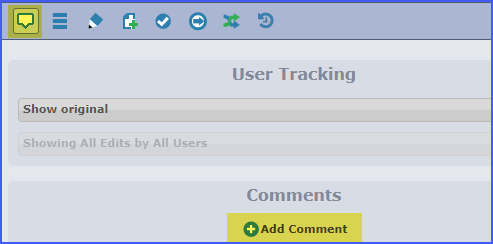 User Tracking
Show original
Showing All Edits by All Users
Comments
Add Comment